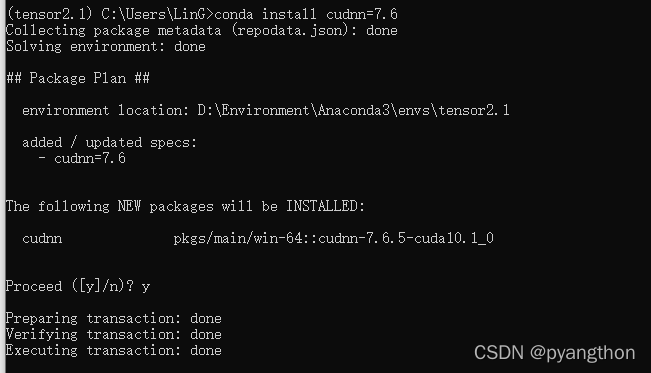 (tensor2.1) C:\Users\LinG>conda install cudnn=7.6
Collecting package metadata (repodata.json): done
Solving environment: done
## Package Plan ##
environment location: D:\Environment\Anaconda3\envs\tensor2.1
added / updated specs:
- cudnn=7.6
The following NEW packages will be INSTALLED:
cudnn pkgs/main/win-64::cudnn-7.6.5-cuda10.1_0
Proceed ([y]/n)? y
Preparing transaction: done
Verifying transaction: done
Executing transaction: done
CSDN @pyangthon